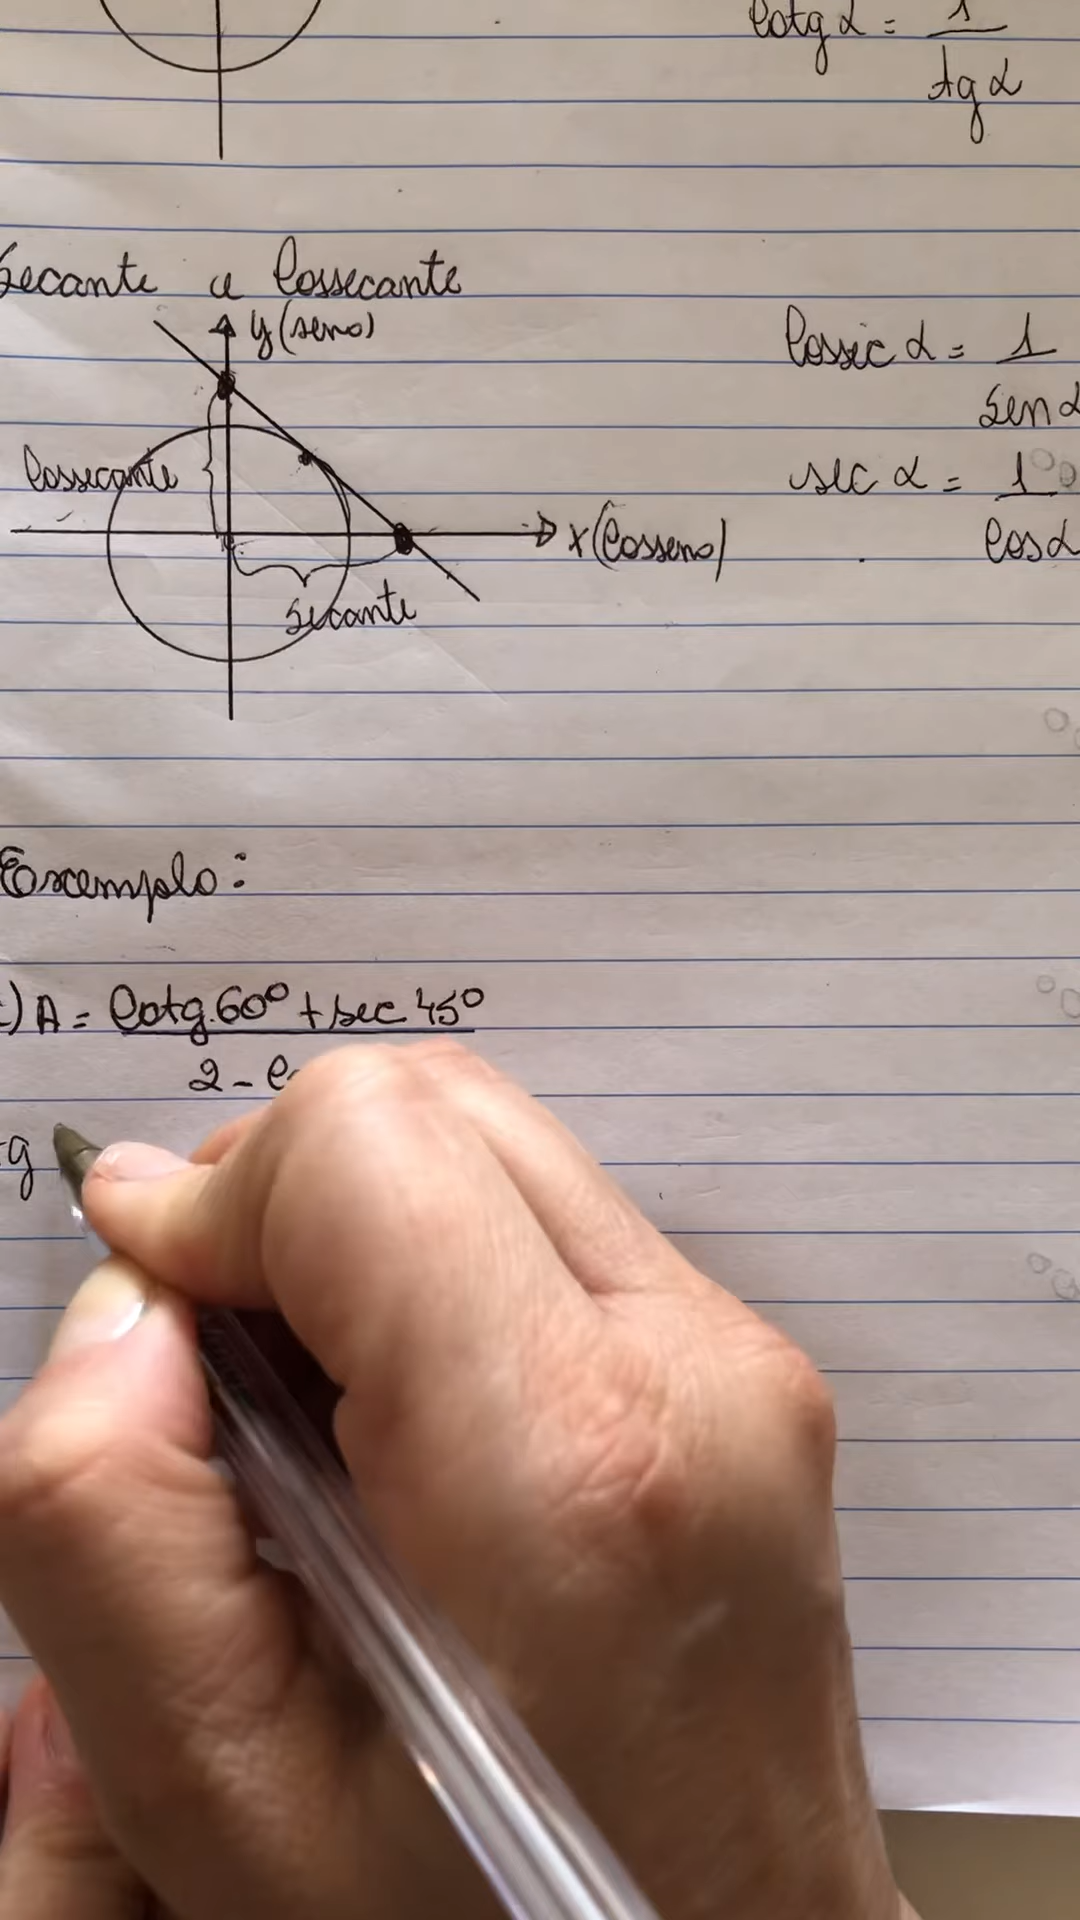 cotg α = 1
tg α
Secante e Cossecante
y (seno)
Cossec α = 1
sen α
Cossecante
sec α = 1
cos α
x (Cosseno)
Secante
Exemplo:
) A = Cotg. 60° + sec 45°
2 -
g